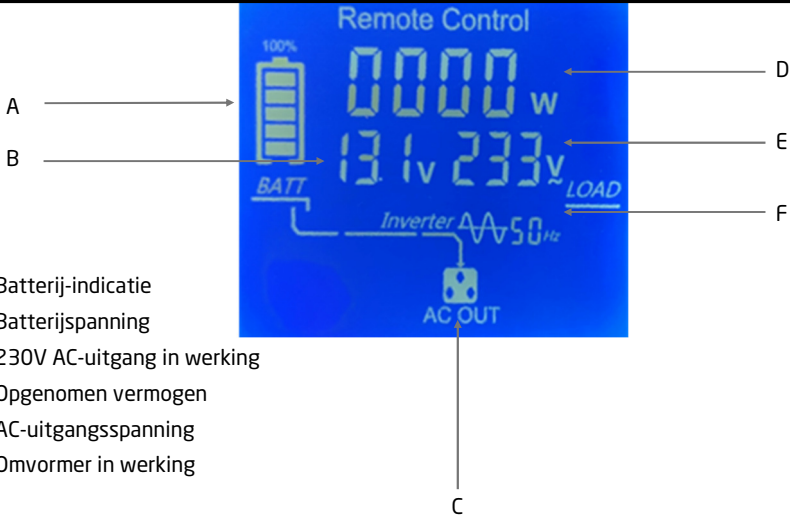 Remote Control
100%
0000 W
A
D
13.1V 233V~
B
E
BATT
LOAD
Inverter 50Hz
F
AC OUT
Batterij-indicatie
Batterijspanning
230V AC-uitgang in werking
Opgenomen vermogen
AC-uitgangsspanning
Omvormer in werking
C